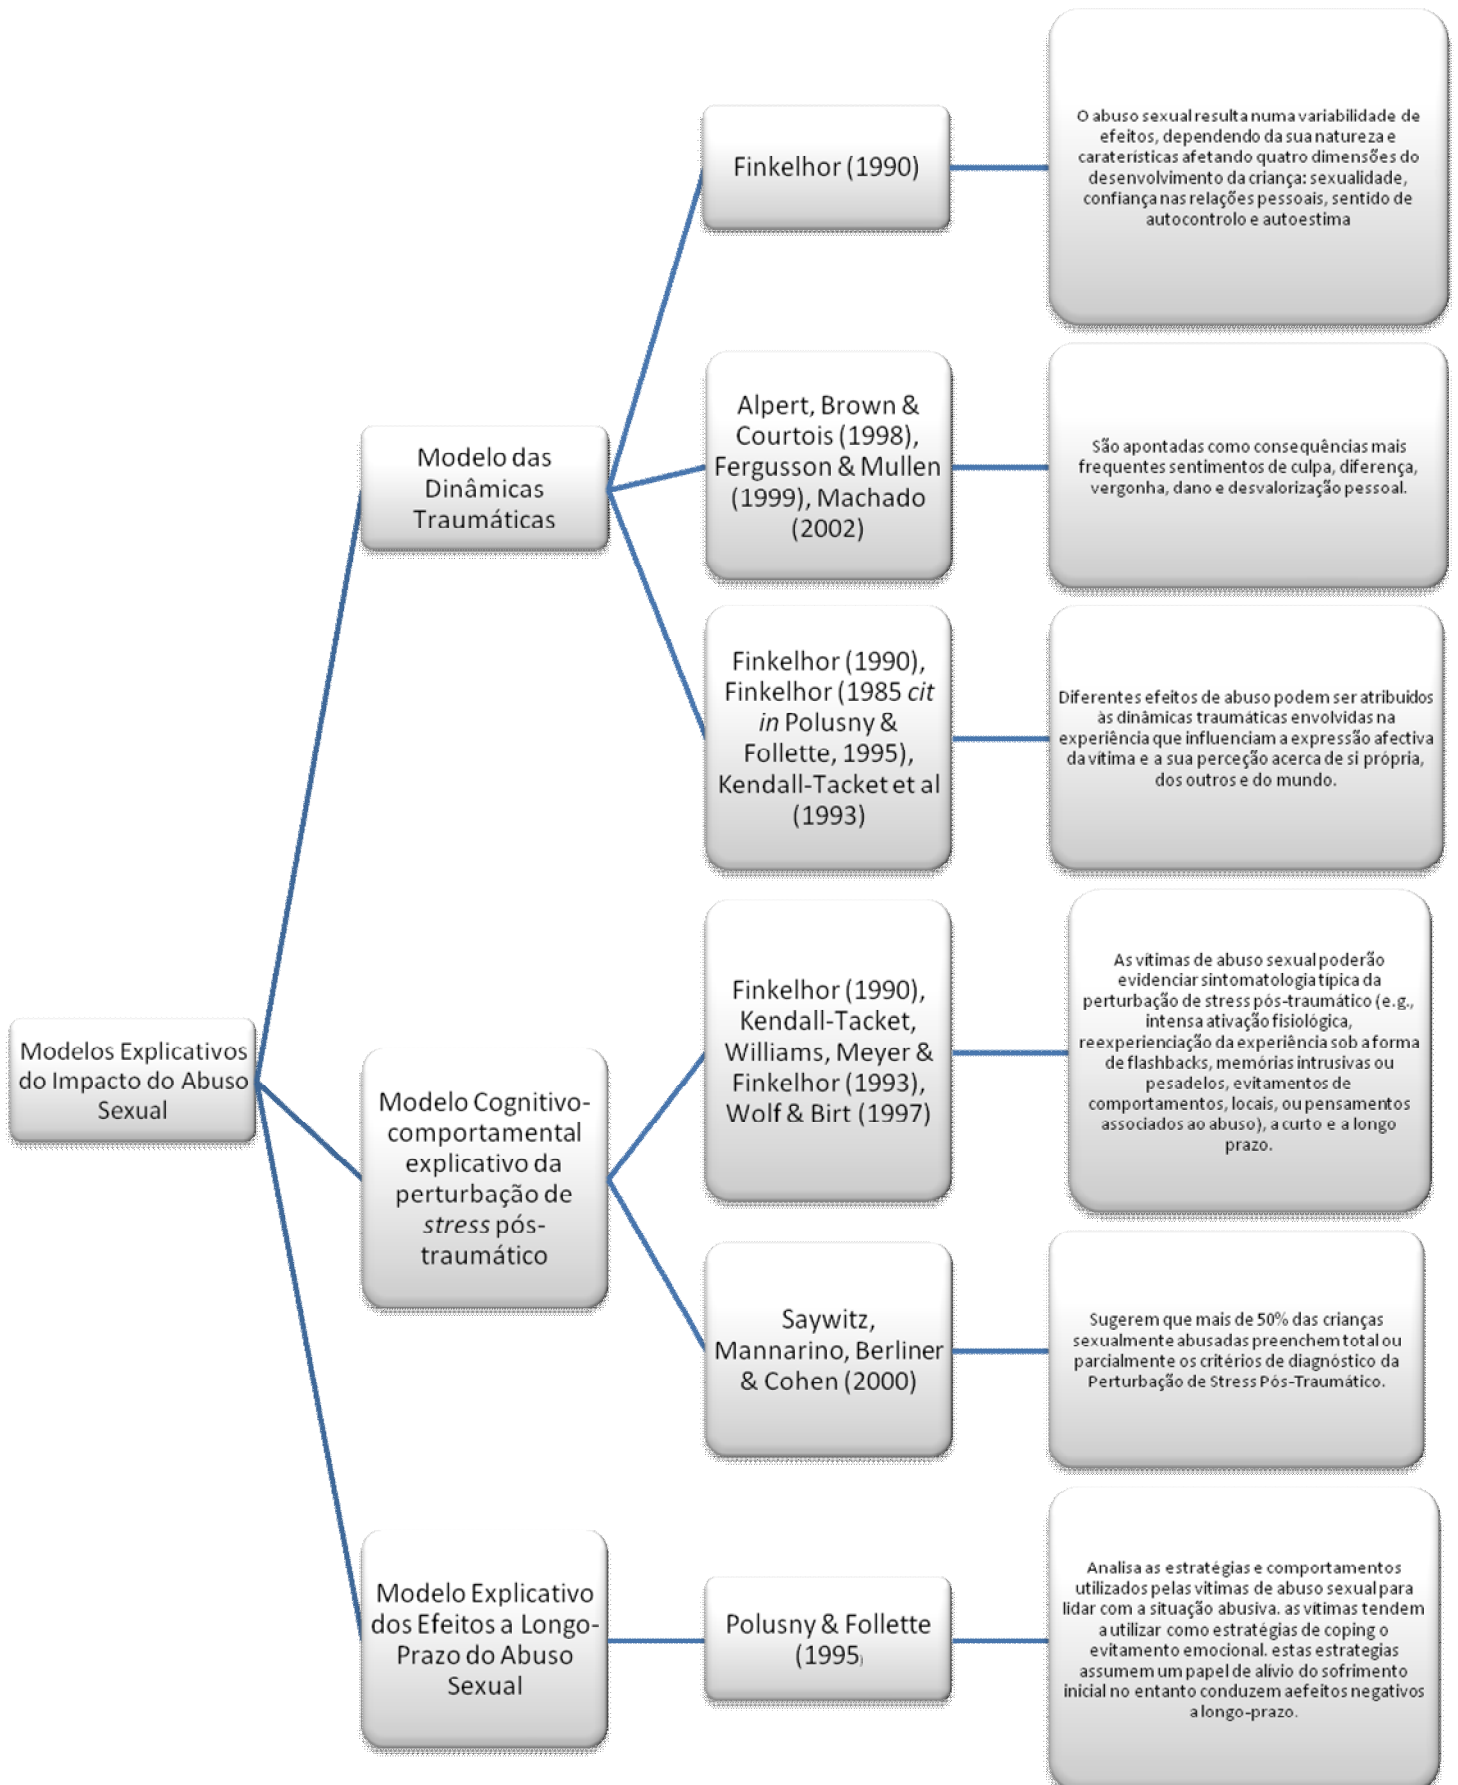 Modelos Explicativos
do Impacto do Abuso
Sexual
Modelo das
Dinâmicas
Traumáticas
Finkelhor (1990)
O abuso sexual resulta numa variabilidade de
efeitos, dependendo da sua natureza e
caraterísticas afetando quatro dimensões do
desenvolvimento da criança: sexualidade,
confiança nas relações pessoais, sentido de
autocontrolo e autoestima
Alpert, Brown &
Courtois (1998),
Fergusson & Mullen
(1999), Machado
(2002)
São apontadas como consequências mais
frequentes sentimentos de culpa, diferença,
vergonha, dano e desvalorização pessoal.
Finkelhor (1990),
Finkelhor (1985 cit
in Polusny &
Follette, 1995),
Kendall-Tacket et al
(1993)
Diferentes efeitos de abuso podem ser atribuídos
às dinâmicas traumáticas envolvidas na
experiência que influenciam a expressão afectiva
da vítima e a sua perceção acerca de si própria,
dos outros e do mundo.
Modelo Cognitivo-
comportamental
explicativo da
perturbação de
stress pós-
traumático
Finkelhor (1990),
Kendall-Tacket,
Williams, Meyer &
Finkelhor (1993),
Wolf & Birt (1997)
As vítimas de abuso sexual poderão
evidenciar sintomatologia típica da
perturbação de stress pós-traumático (e.g.,
intensa ativação fisiológica,
reexperienciação da experiência sob a forma
de flashbacks, memórias intrusivas ou
pesadelos, evitamentos de
comportamentos, locais, ou pensamentos
associados ao abuso), a curto e a longo
prazo.
Saywitz,
Mannarino, Berliner
& Cohen (2000)
Sugerem que mais de 50% das crianças
sexualmente abusadas preenchem total ou
parcialmente os critérios de diagnóstico da
Perturbação de Stress Pós-Traumático.
Modelo Explicativo
dos Efeitos a Longo-
Prazo do Abuso
Sexual
Polusny & Follette
(1995)
Analisa as estratégias e comportamentos
utilizados pelas vítimas de abuso sexual para
lidar com a situação abusiva. as vítimas tendem
a utilizar como estratégias de coping o
evitamento emocional. estas estrategias
assumem um papel de alívio do sofrimento
inicial no entanto conduzem aefeitos negativos
a longo-prazo.